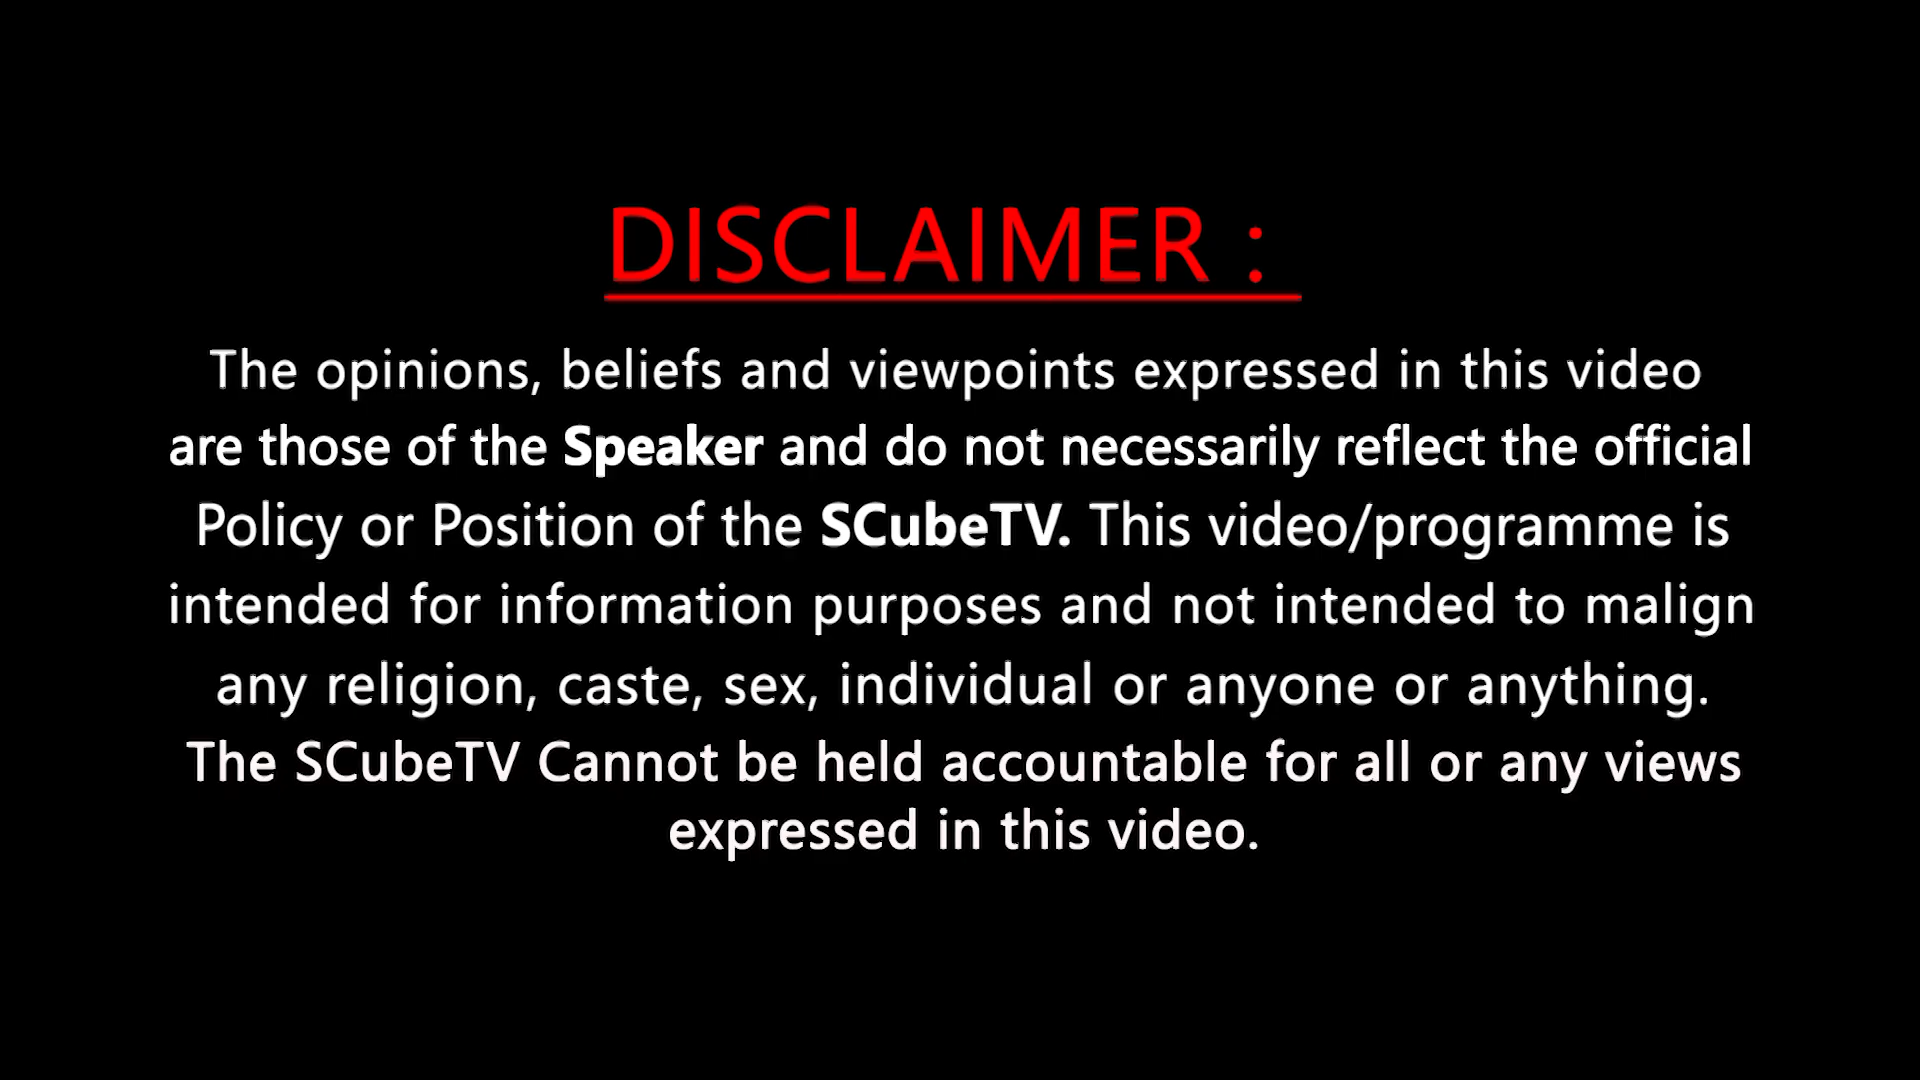 DISCLAIMER :
The opinions, beliefs and viewpoints expressed in this video
are those of the Speaker and do not necessarily reflect the official
Policy or Position of the SCubeTV. This video/programme is
intended for information purposes and not intended to malign
any religion, caste, sex, individual or anyone or anything.
The SCubeTV Cannot be held accountable for all or any views
expressed in this video.